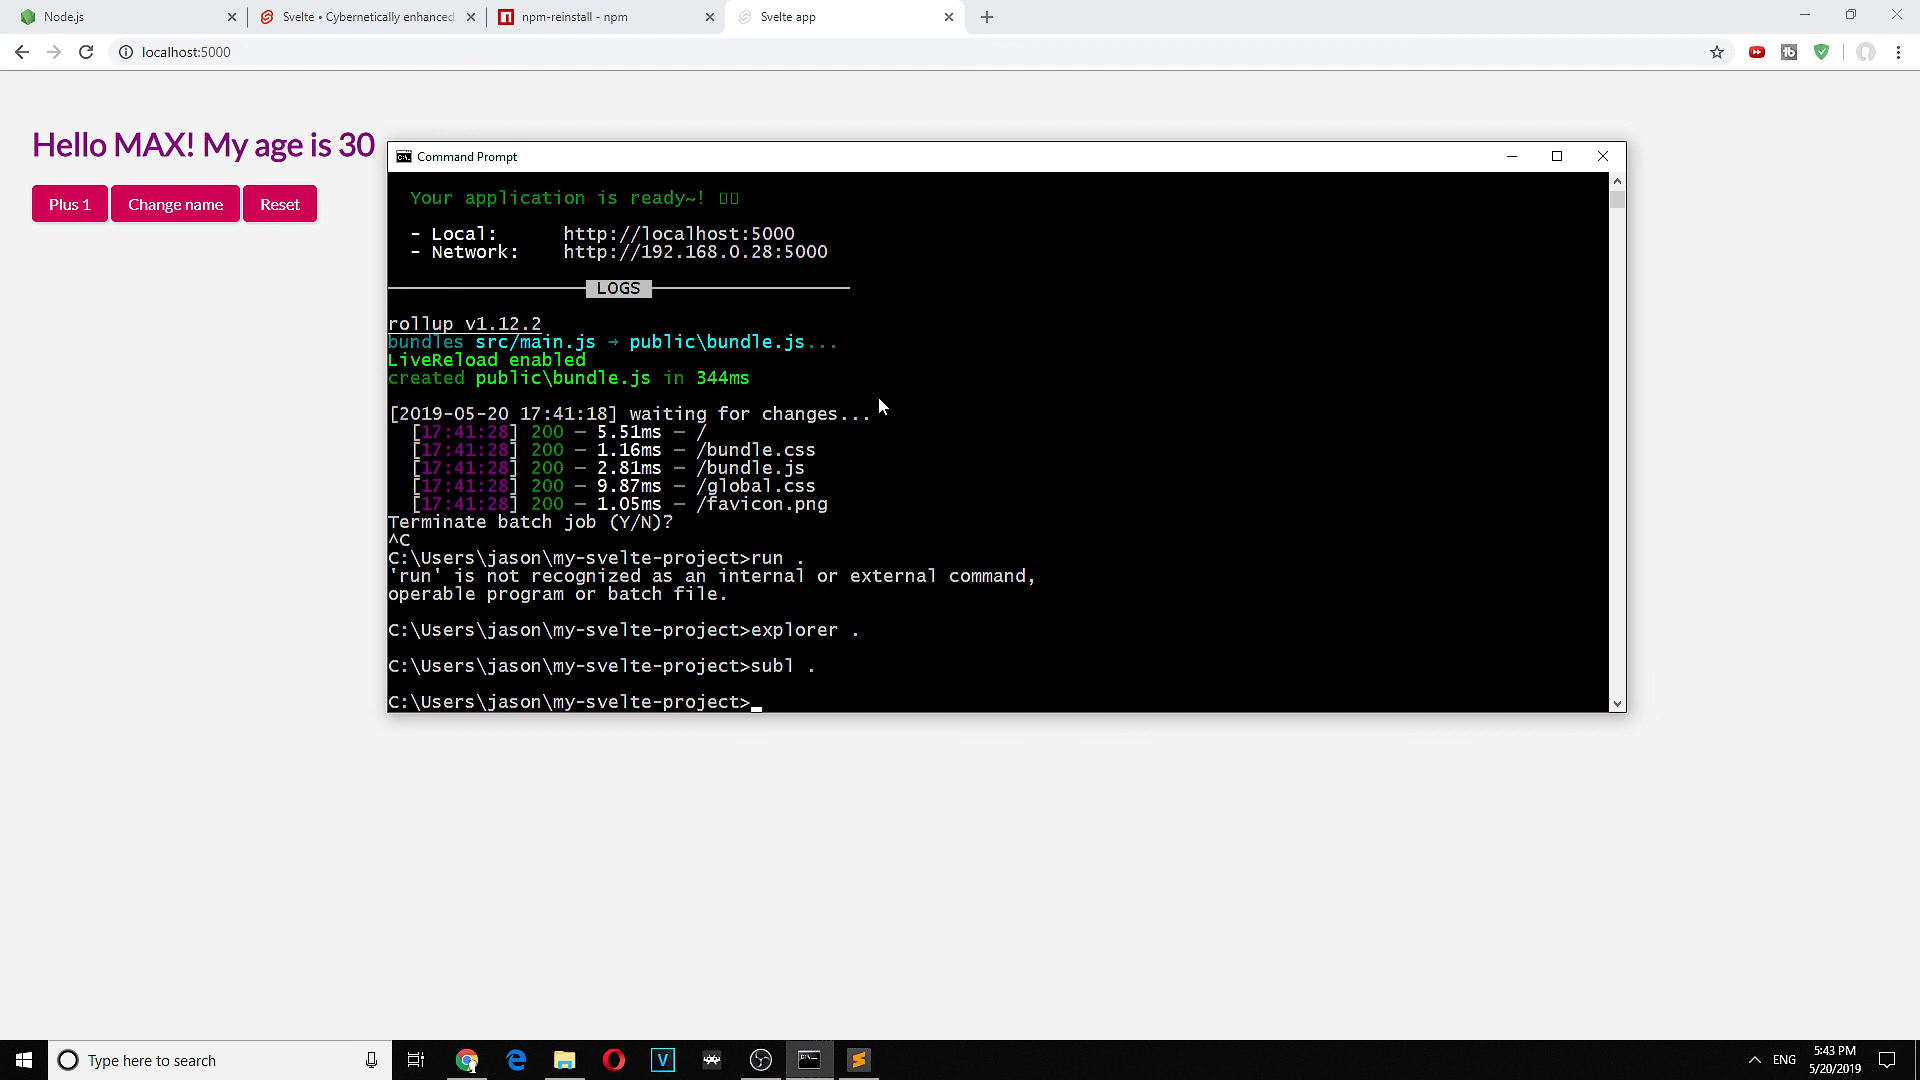 Node.js
Svelte • Cybernetically enhanced
npm-reinstall - npm
Svelte app
localhost:5000
Hello MAX! My age is 30
Plus 1
Change name
Reset
Command Prompt
Your application is ready~!
- Local: http://localhost:5000
- Network: http://192.168.0.28:5000
LOGS
rollup v1.12.2
bundles src/main.js → public\bundle.js...
LiveReload enabled
created public\bundle.js in 344ms
[2019-05-20 17:41:18] waiting for changes...
[17:41:28] 200 — 5.51ms — /
[17:41:28] 200 — 1.16ms — /bundle.css
[17:41:28] 200 — 2.81ms — /bundle.js
[17:41:28] 200 — 9.87ms — /global.css
[17:41:28] 200 — 1.05ms — /favicon.png
Terminate batch job (Y/N)?
^C
C:\Users\jason\my-svelte-project>run .
'run' is not recognized as an internal or external command,
operable program or batch file.
C:\Users\jason\my-svelte-project>explorer .
C:\Users\jason\my-svelte-project>subl .
C:\Users\jason\my-svelte-project>
Type here to search
ENG
5:43 PM
5/20/2019